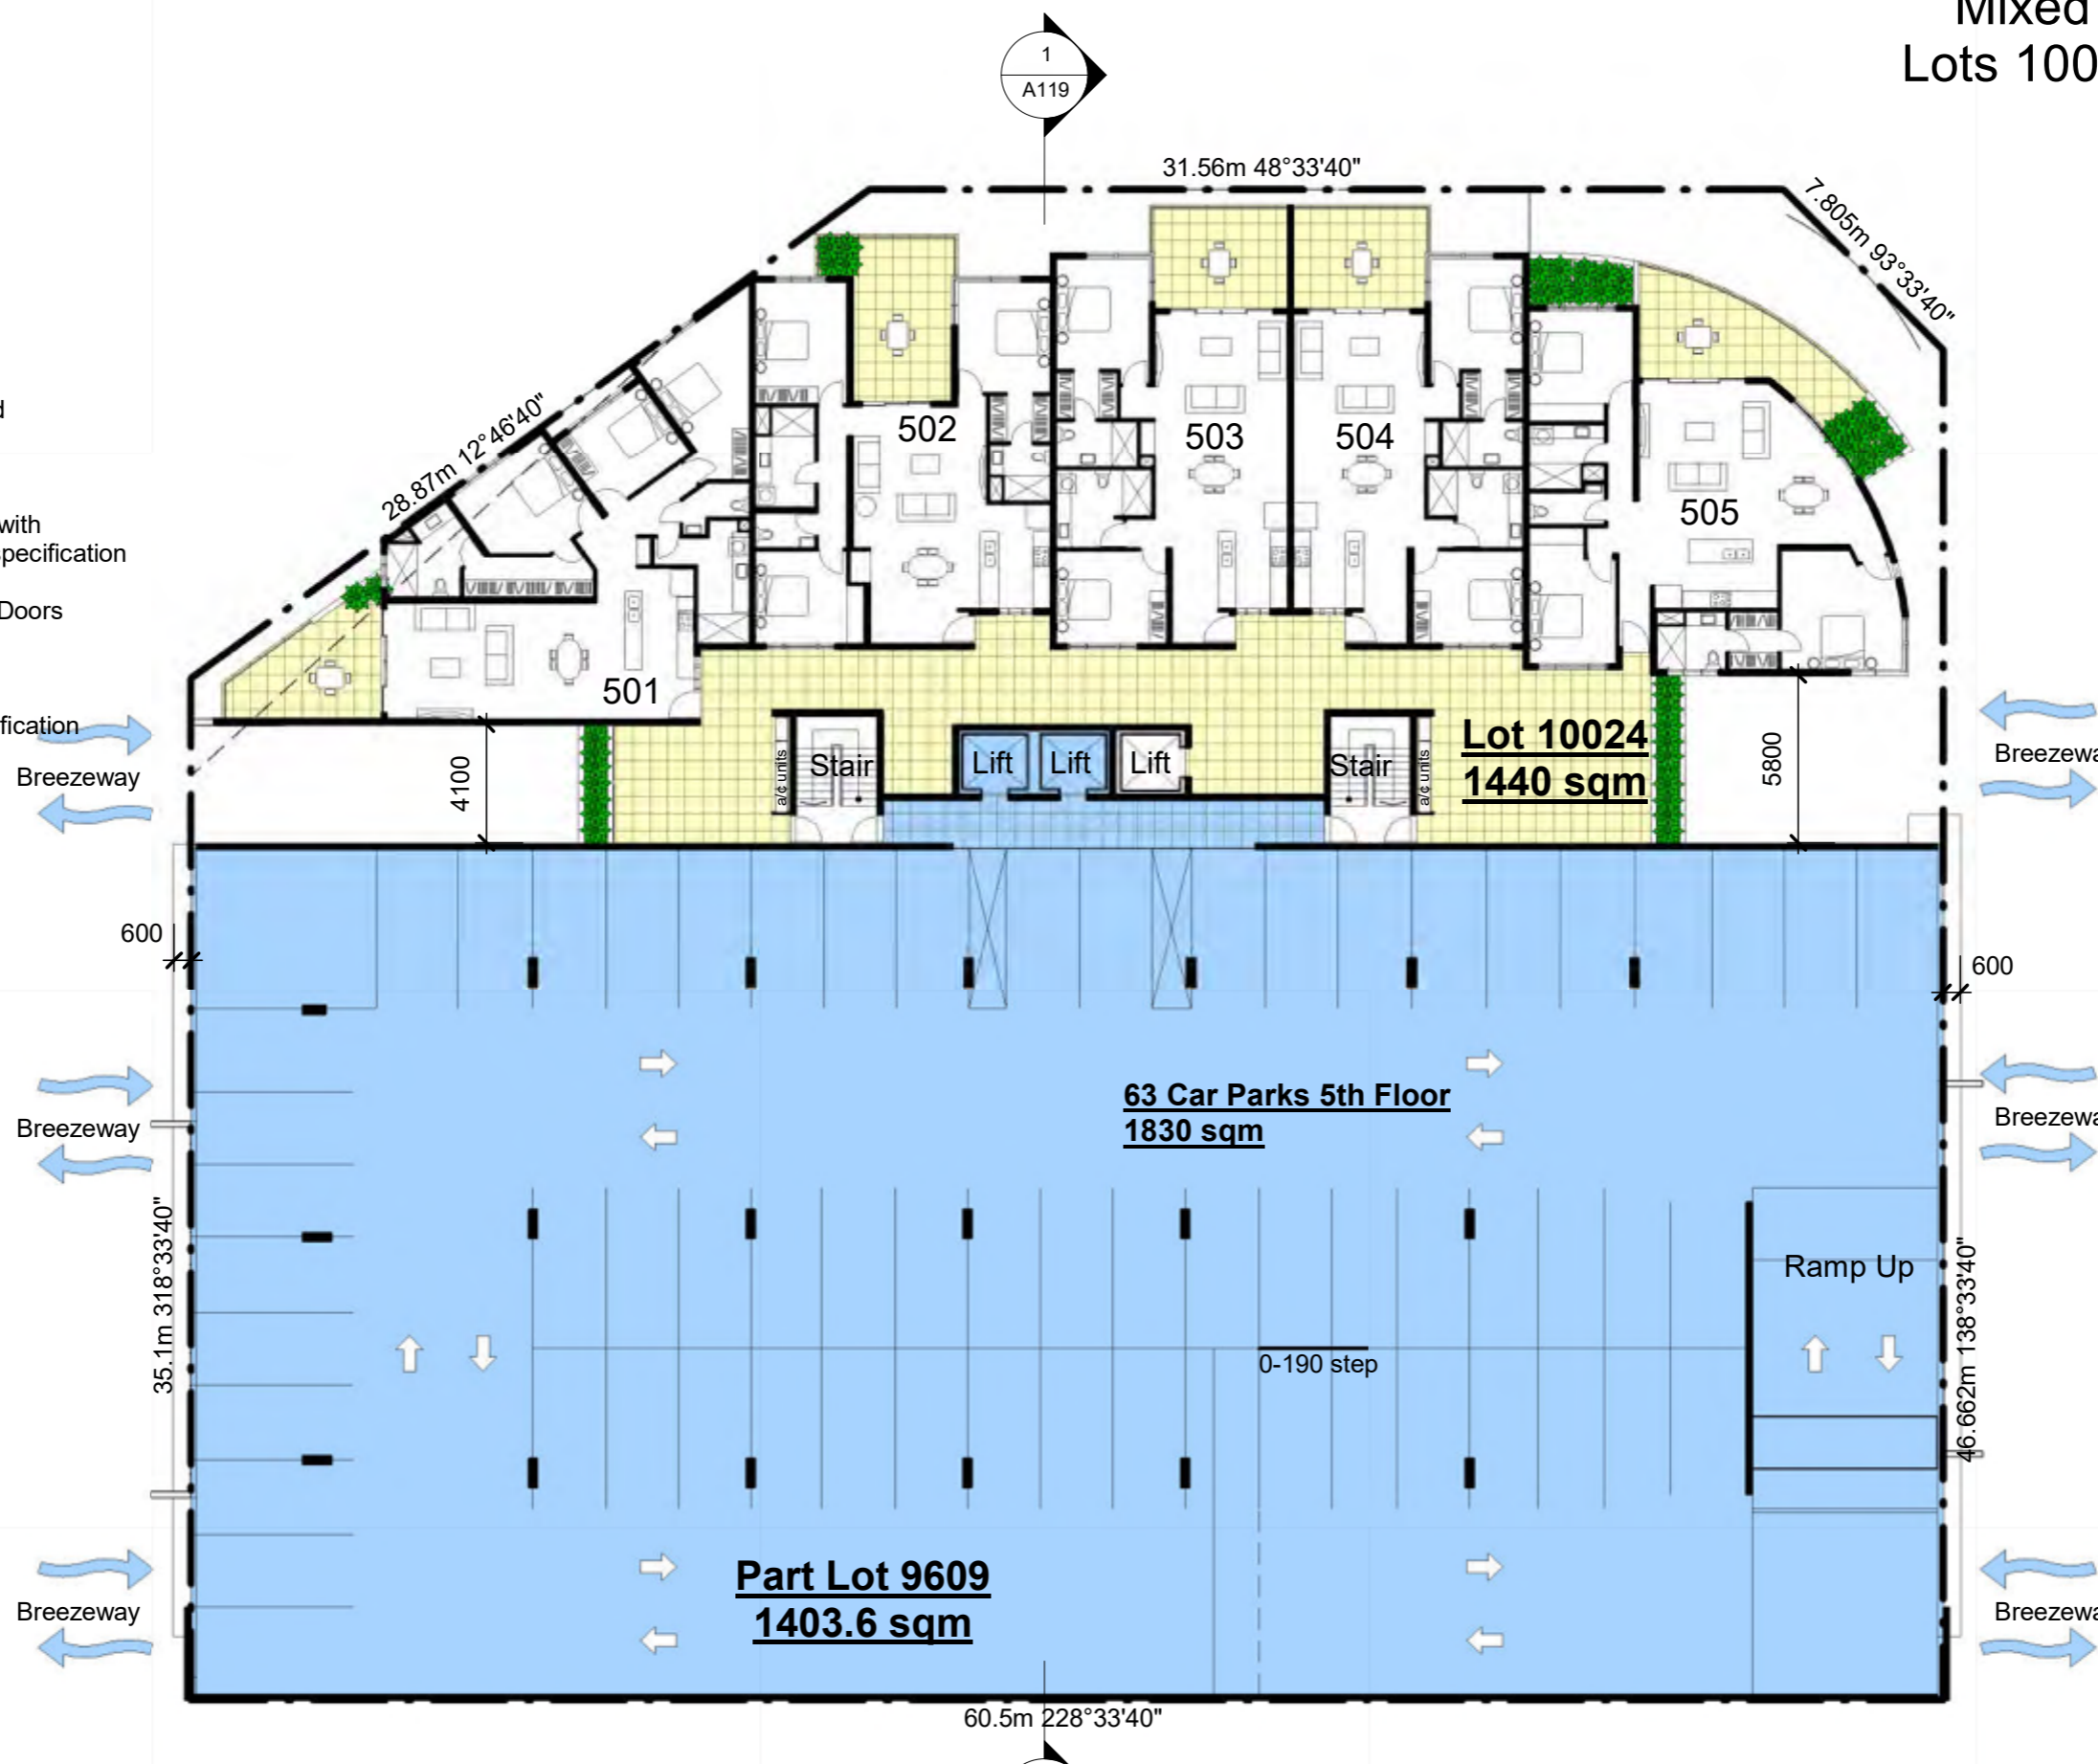 Mixed
Lots 100
1
A119
31.56m 48°33'40"
7.805m 93°33'40"
28.87m 12°46'40"
d
with
specification
Doors
fication
501
502
503
504
505
Breezeway
4100
a/c units
Stair
Lift
Lift
Lift
Stair
a/c units
Lot 10024
1440 sqm
5800
Breezewa
600
600
63 Car Parks 5th Floor
1830 sqm
Breezeway
Breezewa
35.1m 318°33'40"
Ramp Up
46.662m 138°33'40"
0-190 step
Part Lot 9609
1403.6 sqm
Breezeway
Breezewa
60.5m 228°33'40"